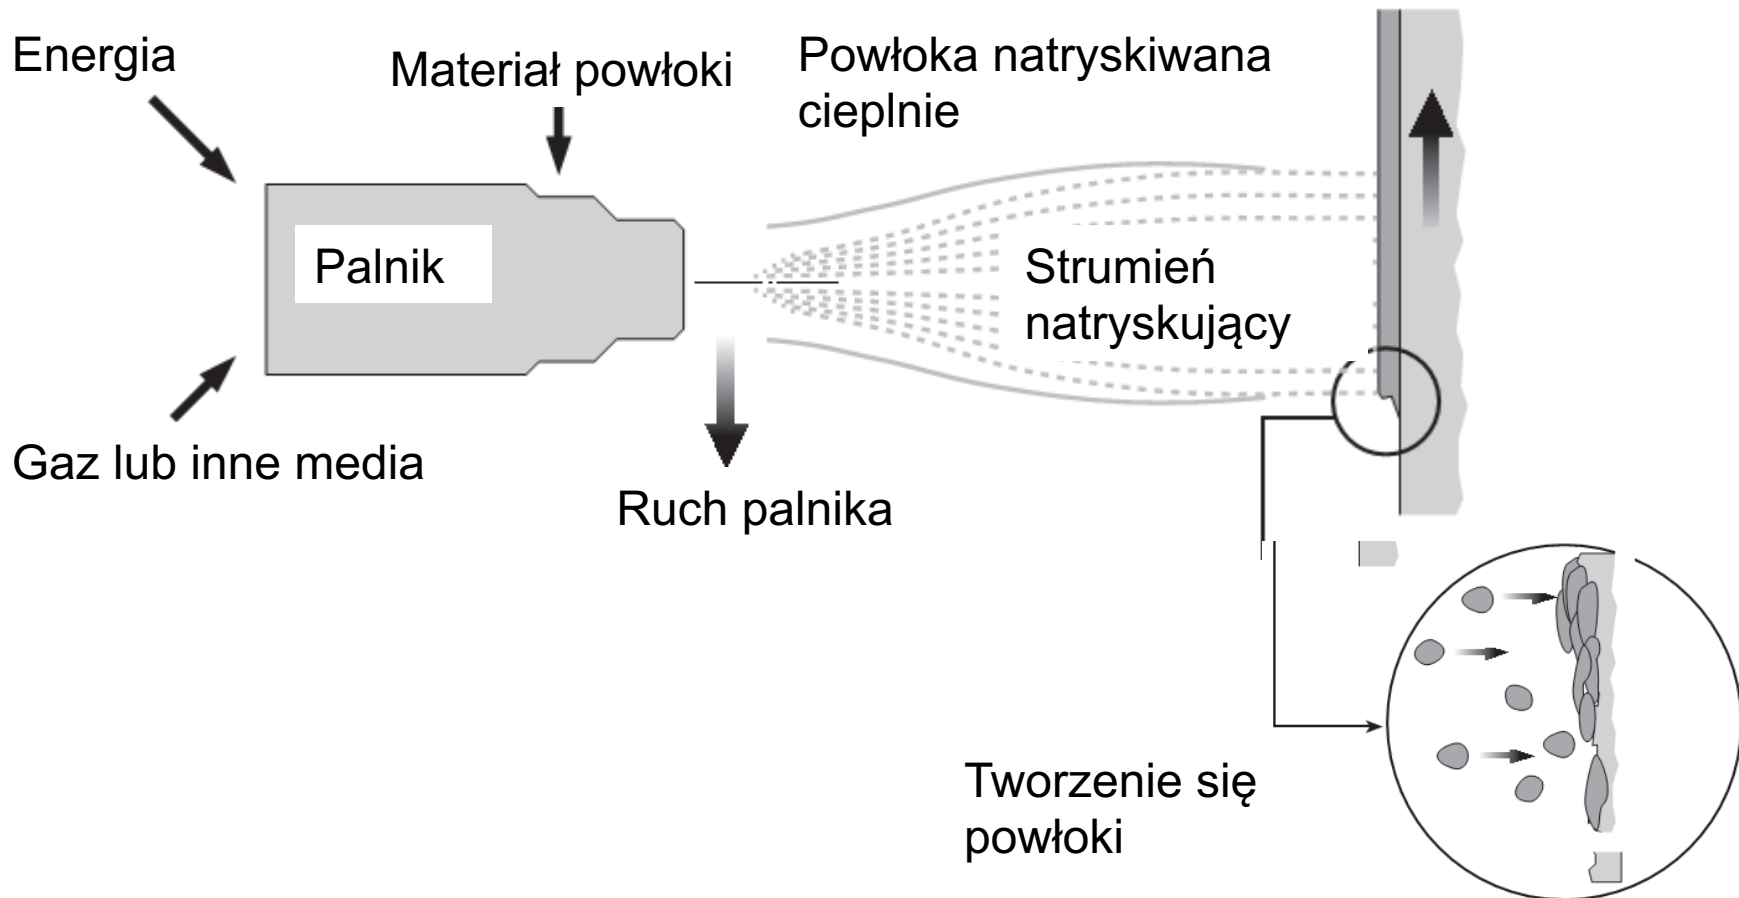 Energia
Materiał powłoki
Powłoka natryskiwana
cieplnie
Palnik
Strumień
natryskujący
Gaz lub inne media
Ruch palnika
Tworzenie się
powłoki